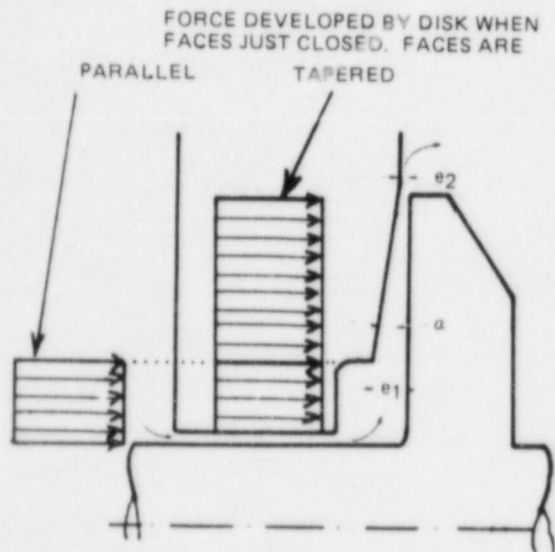 FORCE DEVELOPED BY DISK WHEN
FACES JUST CLOSED. FACES ARE
PARALLEL TAPERED
e2
α
e1